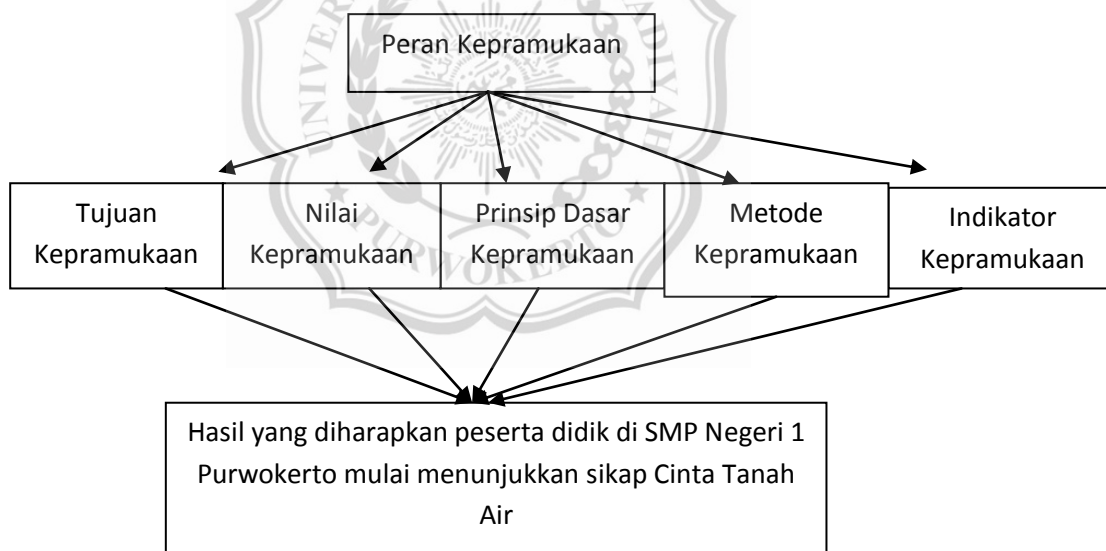 Peran Kepramukaan
Tujuan
Kepramukaan
Nilai
Kepramukaan
Prinsip Dasar
Kepramukaan
Metode
Kepramukaan
Indikator
Kepramukaan
Hasil yang diharapkan peserta didik di SMP Negeri 1
Purwokerto mulai menunjukkan sikap Cinta Tanah
Air
PURWOKERTO